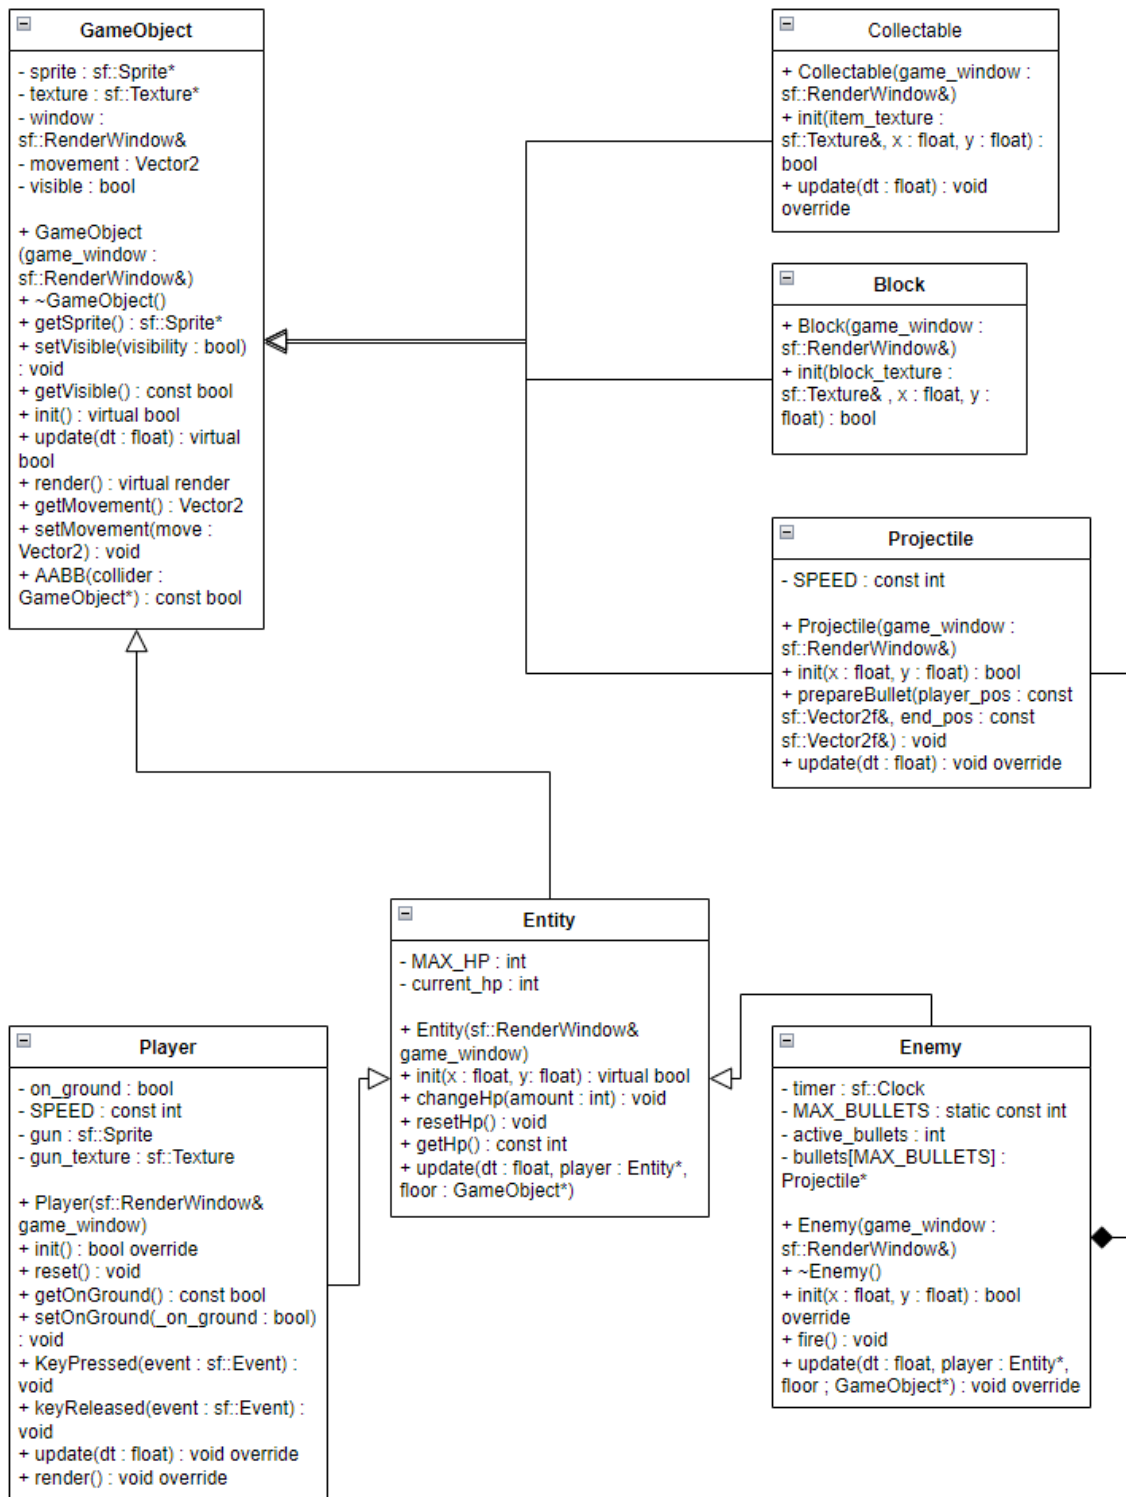 GameObject
- sprite : sf::Sprite*
- texture : sf::Texture*
- window :
sf::RenderWindow&
- movement : Vector2
- visible : bool
+ GameObject
(game_window :
sf::RenderWindow&)
+ ~GameObject()
+ getSprite() : sf::Sprite*
+ setVisible(visibility : bool)
: void
+ getVisible() : const bool
+ init() : virtual bool
+ update(dt : float) : virtual
bool
+ render() : virtual render
+ getMovement() : Vector2
+ setMovement(move :
Vector2) : void
+ AABB(collider :
GameObject*) : const bool
Collectable
+ Collectable(game_window :
sf::RenderWindow&)
+ init(item_texture :
sf::Texture&, x : float, y : float) :
bool
+ update(dt : float) : void
override
Block
+ Block(game_window :
sf::RenderWindow&)
+ init(block_texture :
sf::Texture& , x : float, y :
float) : bool
Projectile
- SPEED : const int
+ Projectile(game_window :
sf::RenderWindow&)
+ init(x : float, y : float) : bool
+ prepareBullet(player_pos : const
sf::Vector2f&, end_pos : const
sf::Vector2f&) : void
+ update(dt : float) : void override
Entity
- MAX_HP : int
- current_hp : int
+ Entity(sf::RenderWindow&
game_window)
+ init(x : float, y: float) : virtual bool
+ changeHp(amount : int) : void
+ resetHp() : void
+ getHp() : const int
+ update(dt : float, player : Entity*,
floor : GameObject*)
Player
- on_ground : bool
- SPEED : const int
- gun : sf::Sprite
- gun_texture : sf::Texture
+ Player(sf::RenderWindow&
game_window)
+ init() : bool override
+ reset() : void
+ getOnGround() : const bool
+ setOnGround(_on_ground : bool)
: void
+ KeyPressed(event : sf::Event) :
void
+ keyReleased(event : sf::Event) :
void
+ update(dt : float) : void override
+ render() : void override
Enemy
- timer : sf::Clock
- MAX_BULLETS : static const int
- active_bullets : int
- bullets[MAX_BULLETS] :
Projectile*
+ Enemy(game_window :
sf::RenderWindow&)
+ ~Enemy()
+ init(x : float, y : float) : bool
override
+ fire() : void
+ update(dt : float, player : Entity*,
floor ; GameObject*) : void override